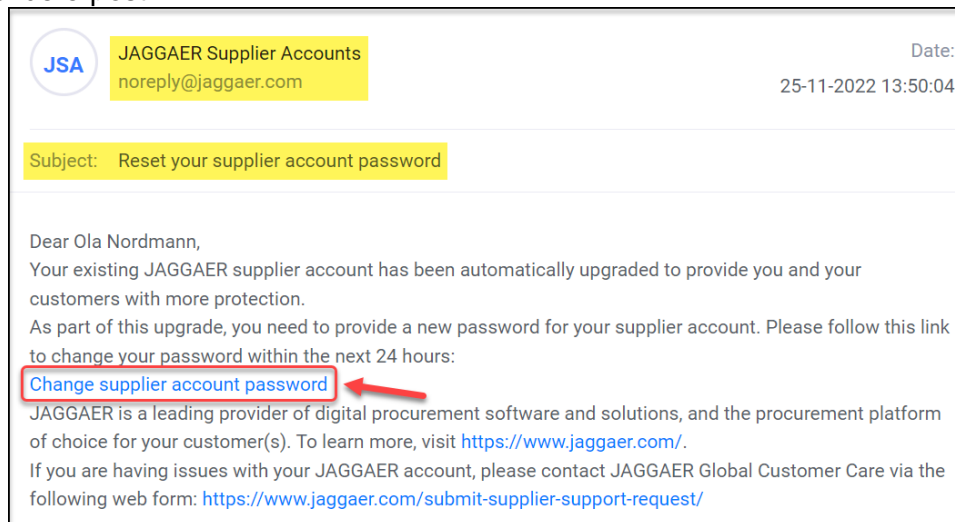 JSA
JAGGAER Supplier Accounts
noreply@jaggaer.com
Date:
25-11-2022 13:50:04
Subject: Reset your supplier account password
Dear Ola Nordmann,
Your existing JAGGAER supplier account has been automatically upgraded to provide you and your
customers with more protection.
As part of this upgrade, you need to provide a new password for your supplier account. Please follow this link
to change your password within the next 24 hours:
Change supplier account password
JAGGAER is a leading provider of digital procurement software and solutions, and the procurement platform
of choice for your customer(s). To learn more, visit https://www.jaggaer.com/.
If you are having issues with your JAGGAER account, please contact JAGGAER Global Customer Care via the
following web form: https://www.jaggaer.com/submit-supplier-support-request/